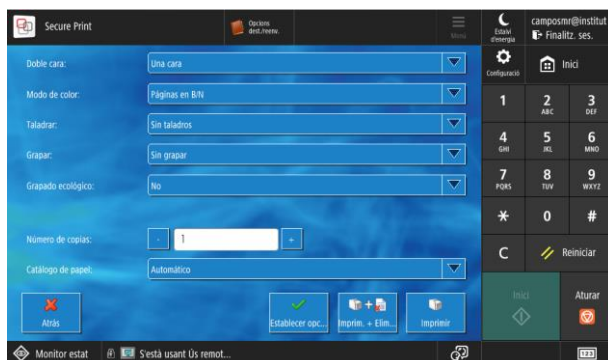 Secure Print
Opcions
dest./reenv.
Menú
Estalvi
d'energia
camposmr@institut
Finalitz. ses.
Doble cara:
Una cara
Configuració
Inici
Modo de color:
Páginas en B/N
1
2
ABC
3
DEF
Taladrar:
Sin taladros
4
GHI
5
JKL
6
MNO
Grapar:
Sin grapar
7
PQRS
8
TUV
9
WXYZ
Grapado ecológico:
No
*
0
#
Número de copias:
-
1
+
C
Reiniciar
Catálogo de papel:
Automático
Inici
Aturar
Atrás
Establecer opc...
Imprim. + Elim...
Imprimir
Monitor estat
S'està usant Ús remot...
123